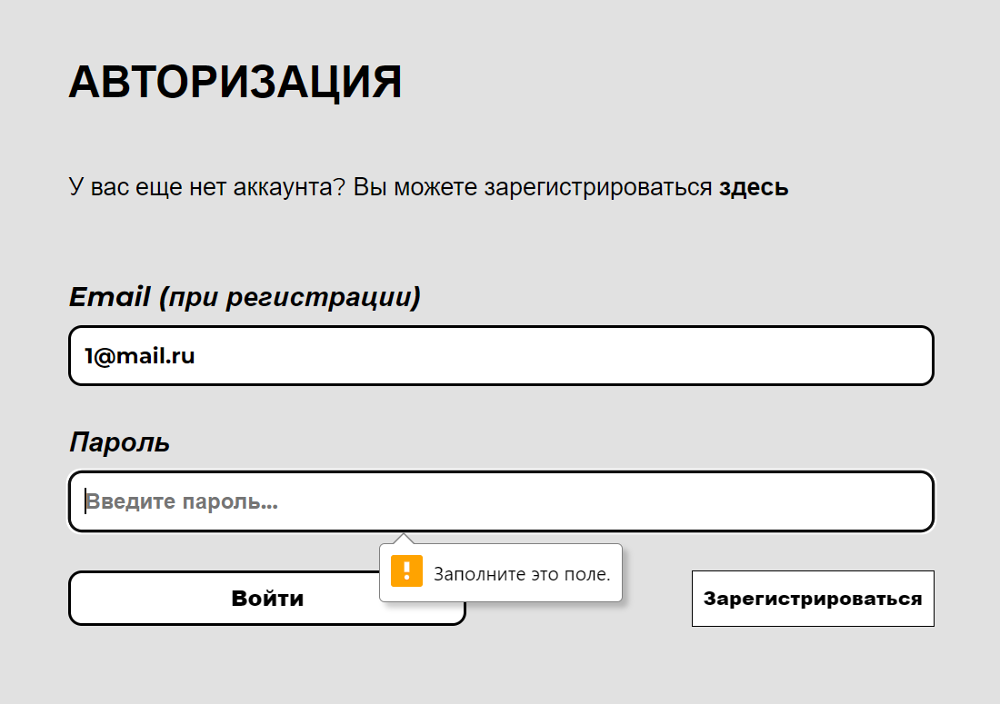 АВТОРИЗАЦИЯ
У вас еще нет аккаунта? Вы можете зарегистрироваться здесь
Email (при регистрации)
1@mail.ru
Пароль
Введите пароль...
Заполните это поле.
Войти
Зарегистрироваться